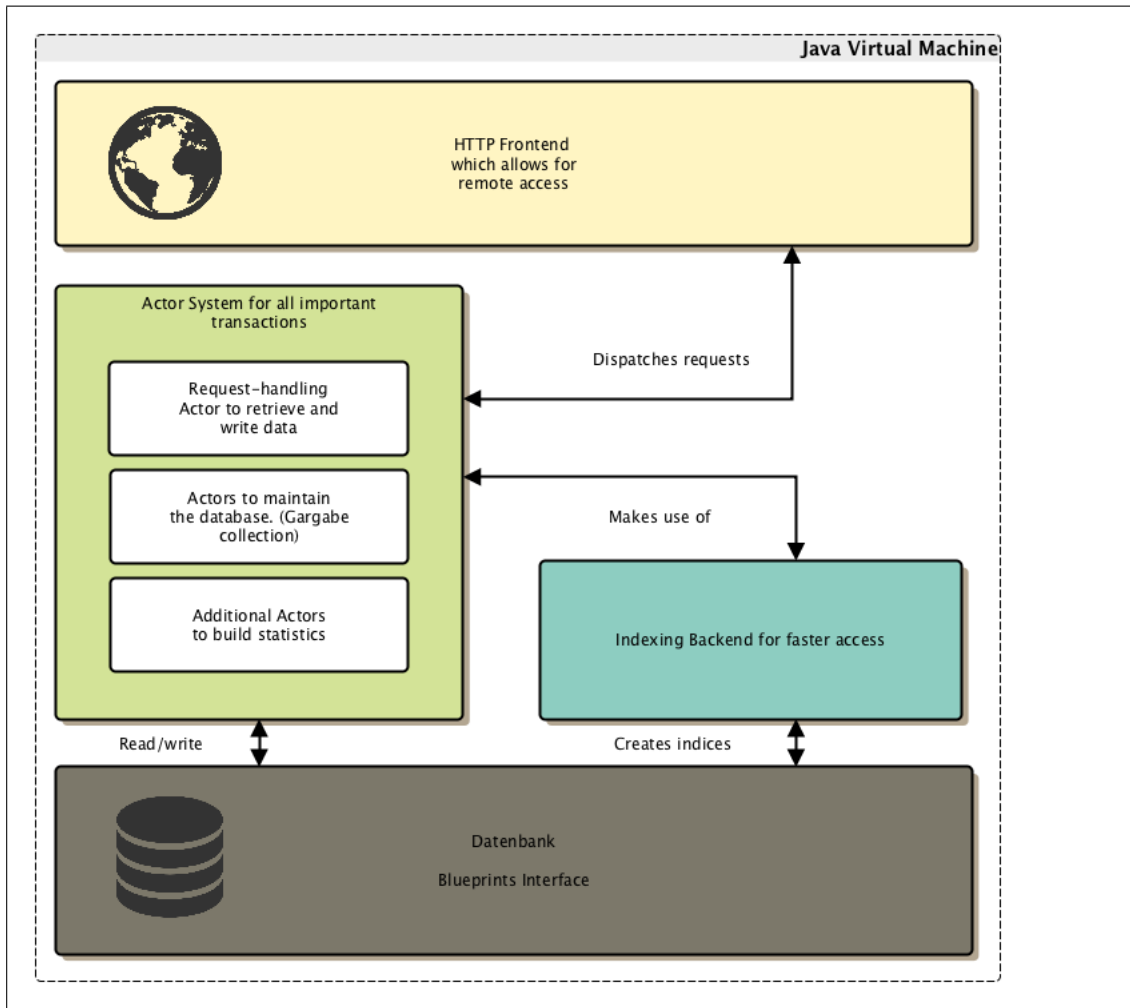 Java Virtual Machine
HTTP Frontend
which allows for
remote access
Actor System for all important
transactions
Request-handling
Actor to retrieve and
write data
Actors to maintain
the database. (Gargabe
collection)
Additional Actors
to build statistics
Dispatches requests
Makes use of
Indexing Backend for faster access
Read/write
Creates indices
Datenbank
Blueprints Interface